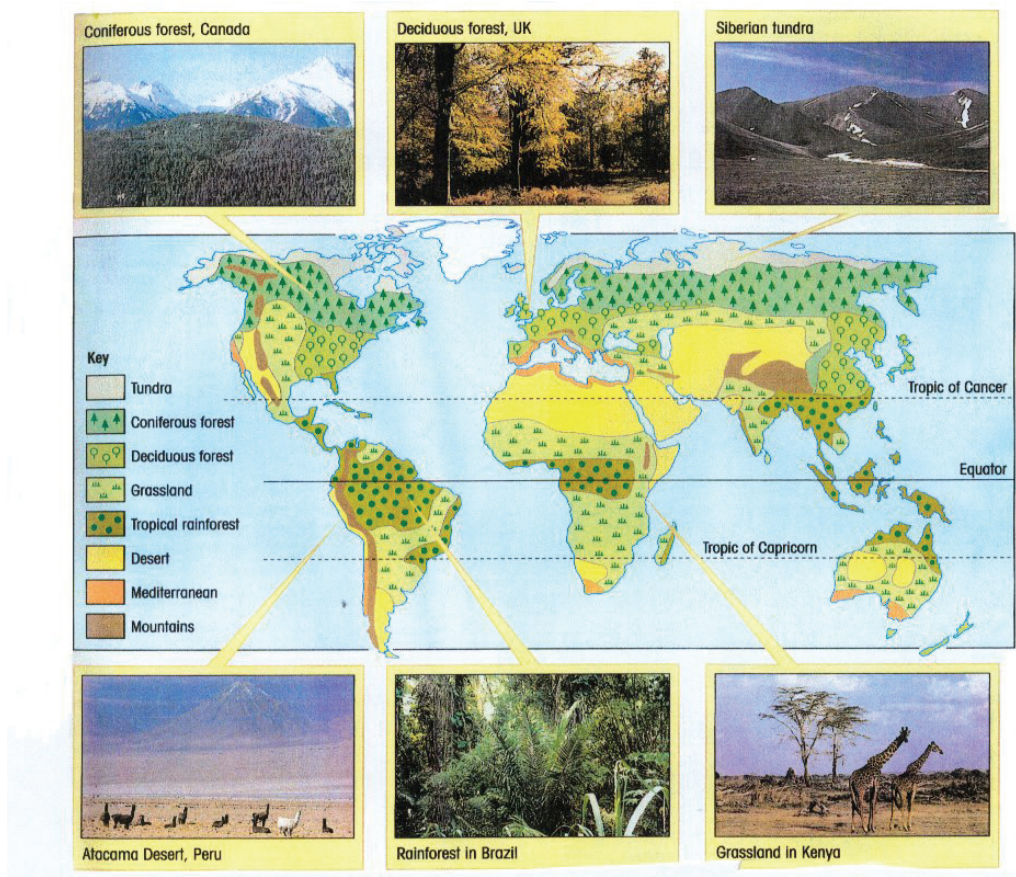 Coniferous forest, Canada
Deciduous forest, UK
Siberian tundra
Key
Tundra
Coniferous forest
Deciduous forest
Grassland
Tropical rainforest
Desert
Mediterranean
Mountains
Tropic of Cancer
Equator
Tropic of Capricorn
Atacama Desert, Peru
Rainforest in Brazil
Grassland in Kenya